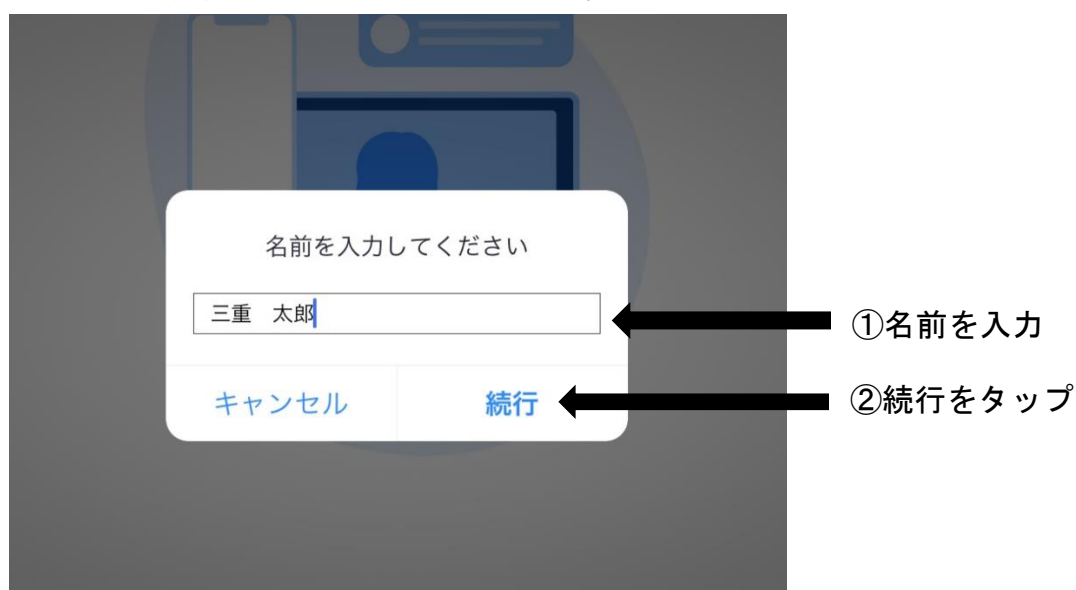 名前を入力してください
三重　太郎
①名前を入力
キャンセル
続行
②続行をタップ